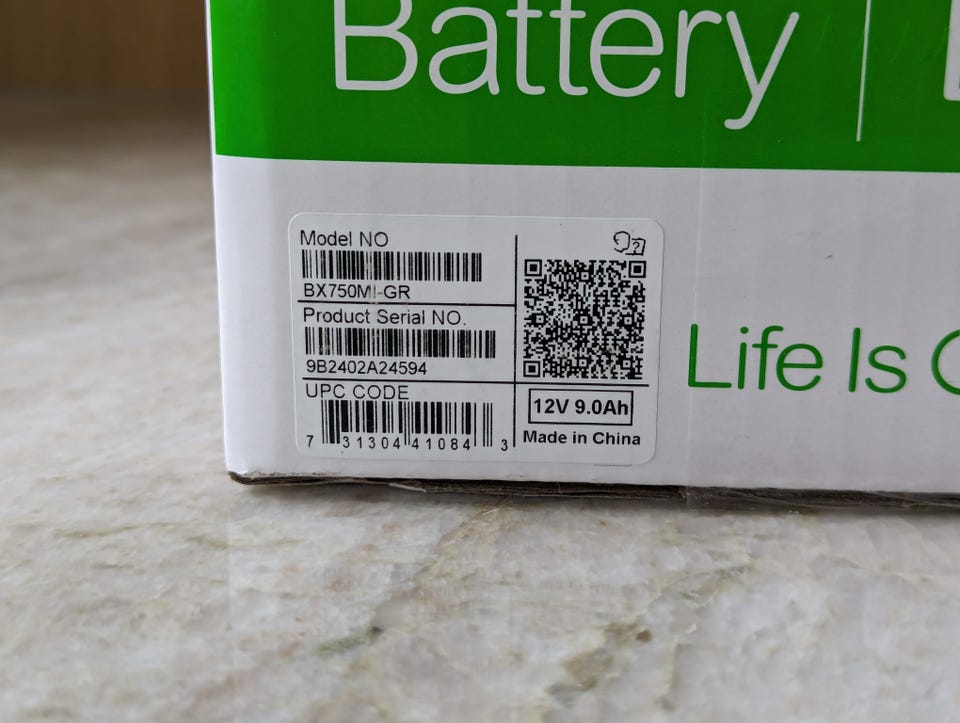 Battery
Model NO
BX750MI-GR
Product Serial NO.
9B2402A24594
UPC CODE
7 31304 41084 3
12V 9.0Ah
Made in China
Life Is